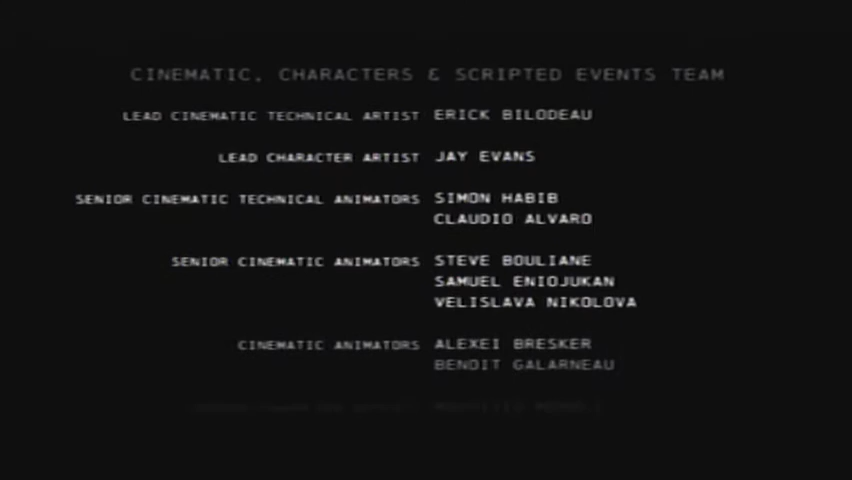 CINEMATIC, CHARACTERS & SCRIPTED EVENTS TEAM
LEAD CINEMATIC TECHNICAL ARTIST ERICK BILODEAU
LEAD CHARACTER ARTIST JAY EVANS
SENIOR CINEMATIC TECHNICAL ANIMATORS SIMON HABIB
CLAUDIO ALVARO
SENIOR CINEMATIC ANIMATORS STEVE BOULIANE
SAMUEL ENIOJUKAN
VELISLAVA NIKOLOVA
CINEMATIC ANIMATORS ALEXEI BRESKER
BENOIT GALARNEAU